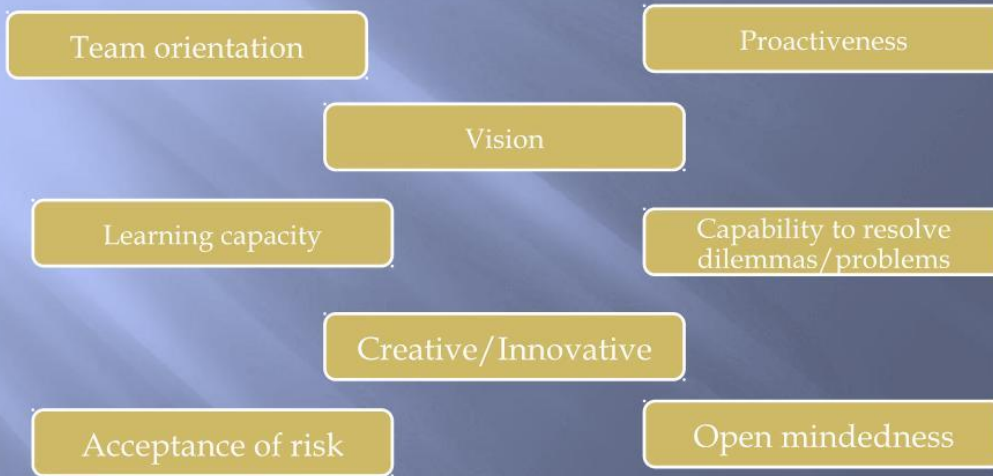 Team orientation
Proactiveness
Vision
Learning capacity
Capability to resolve
dilemmas/problems
Creative/Innovative
Acceptance of risk
Open mindedness